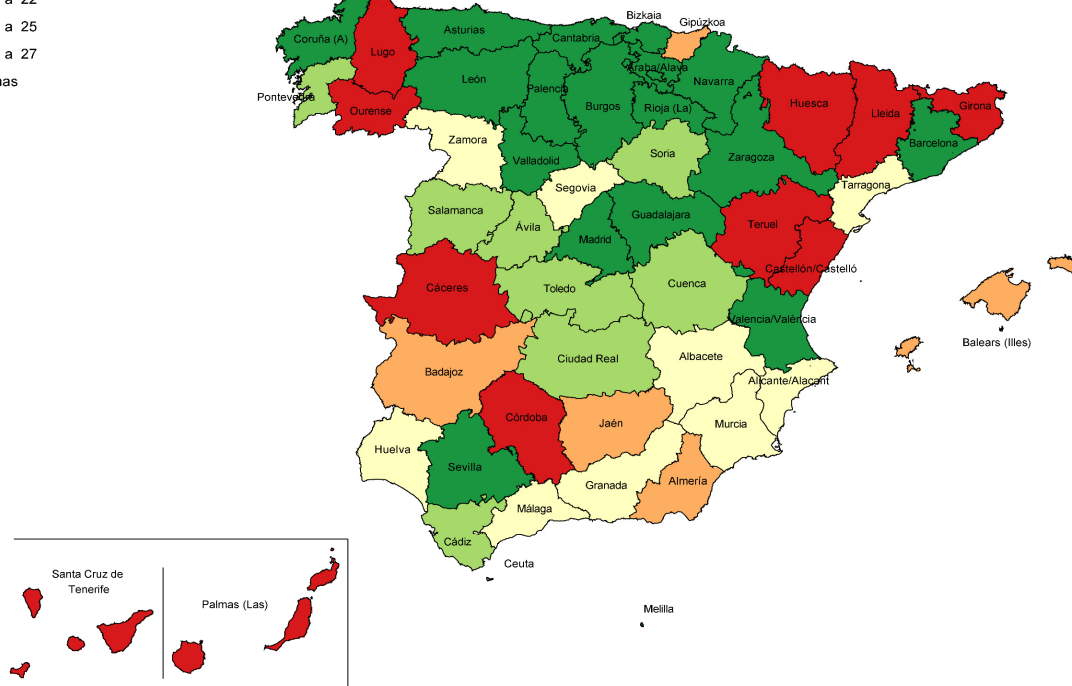 a 22
a 25
a 27
Bizkaia
Gipúzkoa
Coruña (A)
Lugo
Asturias
Cantabria
Araba/Álava
Navarra
León
Palencia
Burgos
Rioja (La)
Pontevedra
Ourense
Huesca
Lleida
Girona
Barcelona
Zamora
Valladolid
Soria
Zaragoza
Segovia
Tarragona
Salamanca
Ávila
Madrid
Guadalajara
Teruel
Castellón/Castelló
Cáceres
Toledo
Cuenca
Valencia/València
Balears (Illes)
Badajoz
Ciudad Real
Albacete
Alicante/Alacant
Córdoba
Jaén
Murcia
Huelva
Sevilla
Granada
Almería
Málaga
Cádiz
Ceuta
Melilla
Santa Cruz de
Tenerife
Palmas (Las)